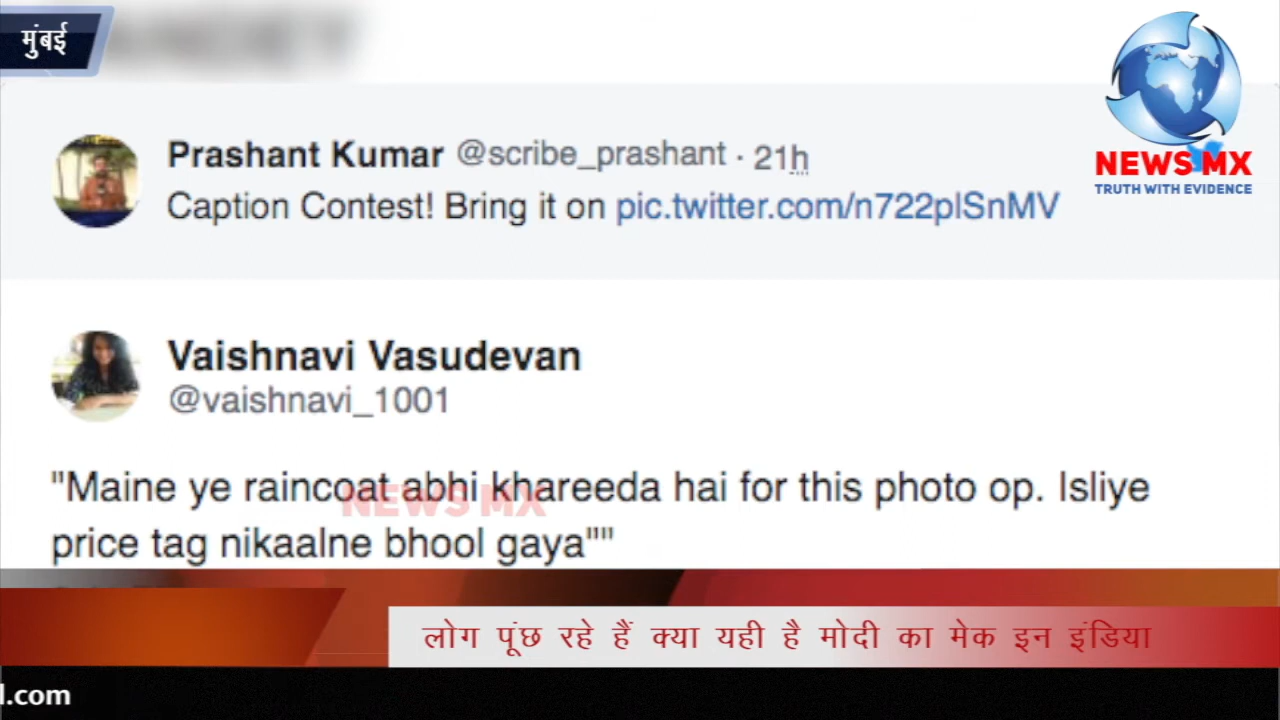 मुंबई
NEWS MX
TRUTH WITH EVIDENCE
Prashant Kumar @scribe_prashant · 21h
Caption Contest! Bring it on pic.twitter.com/n722plSnMV
Vaishnavi Vasudevan
@vaishnavi_1001
"Maine ye raincoat abhi khareeda hai for this photo op. Isliye
NEWS MX
price tag nikaalne bhool gaya""
लोग पूंछ रहे हैं क्या यही है मोदी का मेक इन इंडिया
.com